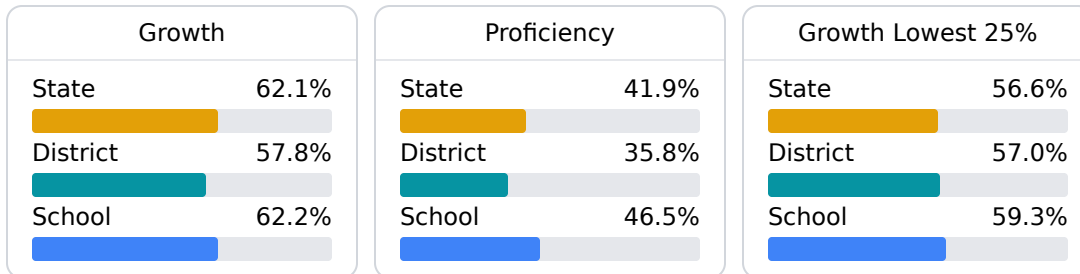 Growth
State 62.1%
District 57.8%
School 62.2%
Proficiency
State 41.9%
District 35.8%
School 46.5%
Growth Lowest 25%
State 56.6%
District 57.0%
School 59.3%